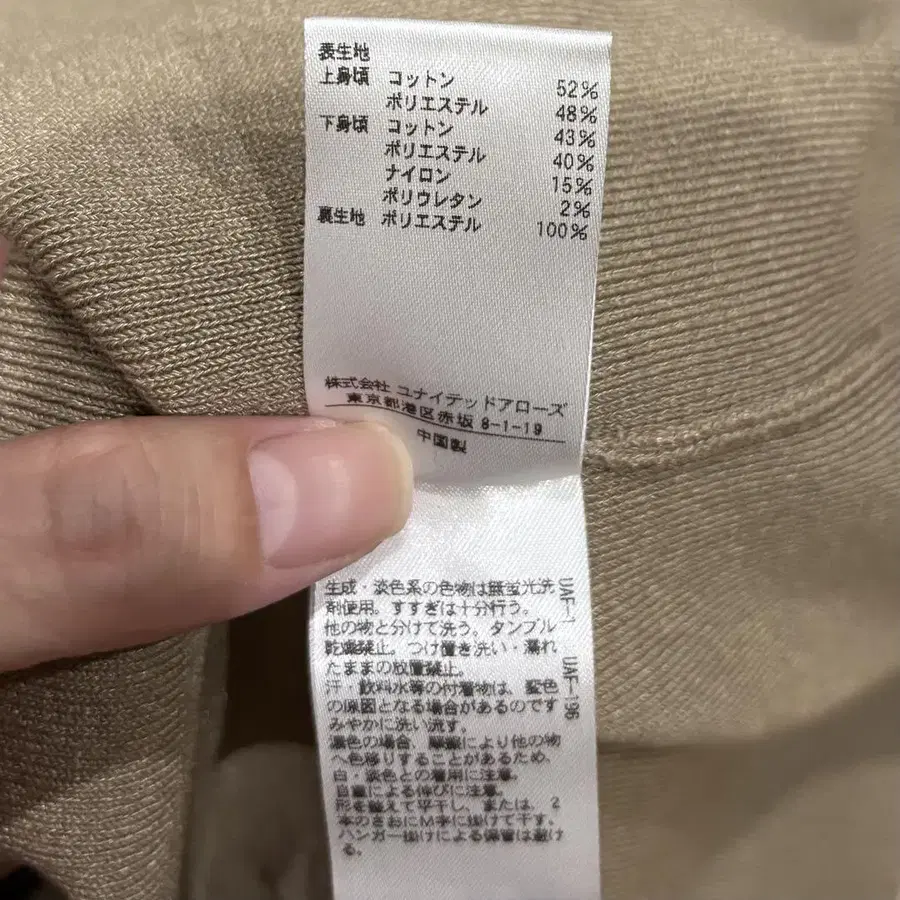 表生地
上身頃 コットン 52%
ポリエステル 48%
下身頃 コットン 43%
ポリエステル 40%
ナイロン 15%
ポリウレタン 2%
裏生地 ポリエステル 100%
株式会社 ユナイテッドアローズ
東京都港区赤坂 8-1-19
中国製
生成・淡色系の色物は無蛍光洗
剤使用。すすぎは十分行う。
他の物と分けて洗う。タンブル
乾燥禁止。つけ置き洗い・濡れ
たままの放置禁止。
汗・飲料水等の付着物は、変色
の原因となる場合があるのです
みやかに洗い流す。
濃色の場合、摩擦により他の物
へ色移りすることがあるため、
白・淡色との着用に注意。
自重による伸びに注意。
形を整えて平干し、または、2
本のさおにM字に掛けて干す。
ハンガー掛けによる保管は避け
る。
UAF-1
UAF-196